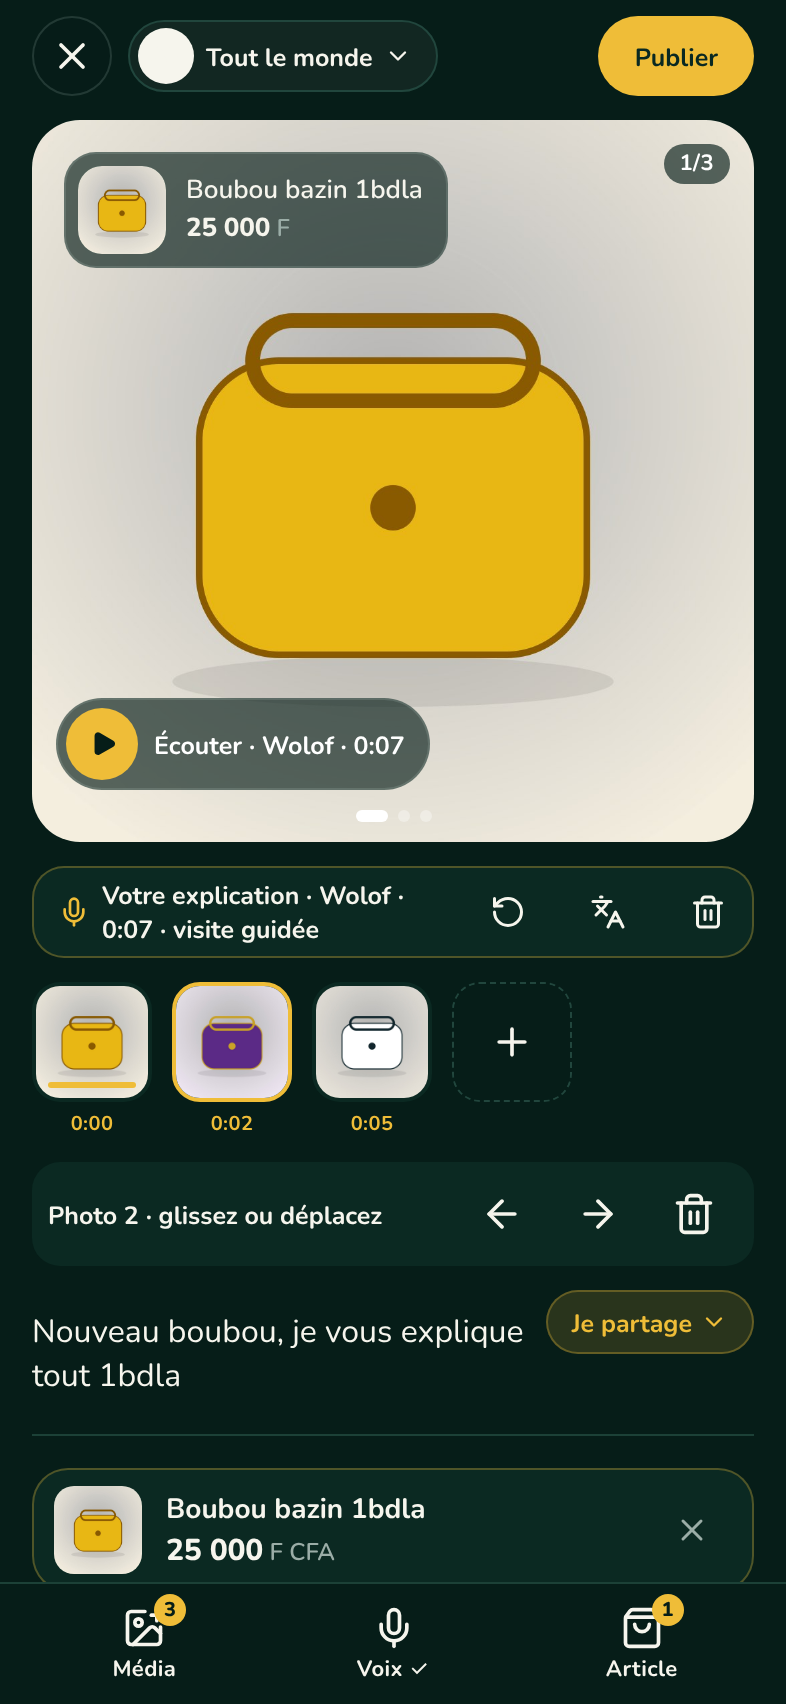 Tout le monde
Publier
Boubou bazin 1bdla
25 000 F
1/3
Écouter · Wolof · 0:07
Votre explication · Wolof ·
0:07 · visite guidée
0:00
0:02
0:05
Photo 2 · glissez ou déplacez
Nouveau boubou, je vous explique
tout 1bdla
Je partage
Boubou bazin 1bdla
25 000 F CFA
3
1
Média
Voix
Article